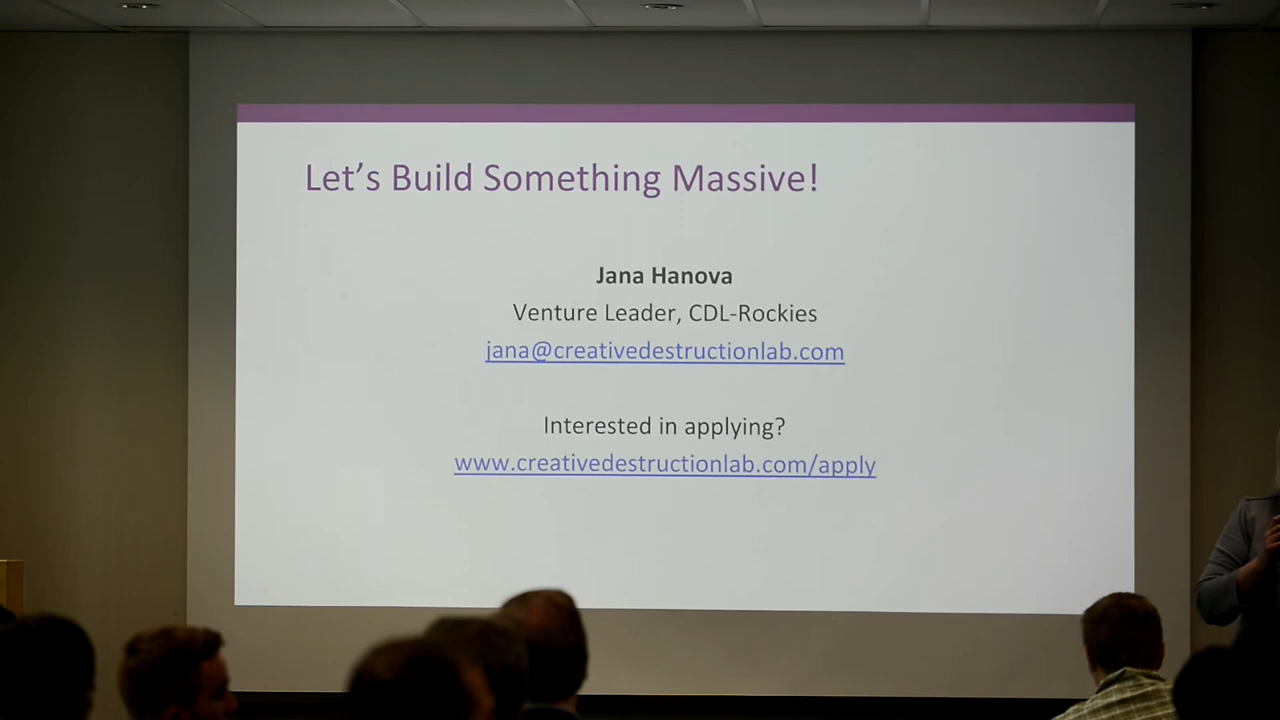 Let's Build Something Massive!
Jana Hanova
Venture Leader, CDL-Rockies
jana@creativedestructionlab.com
Interested in applying?
www.creativedestructionlab.com/apply